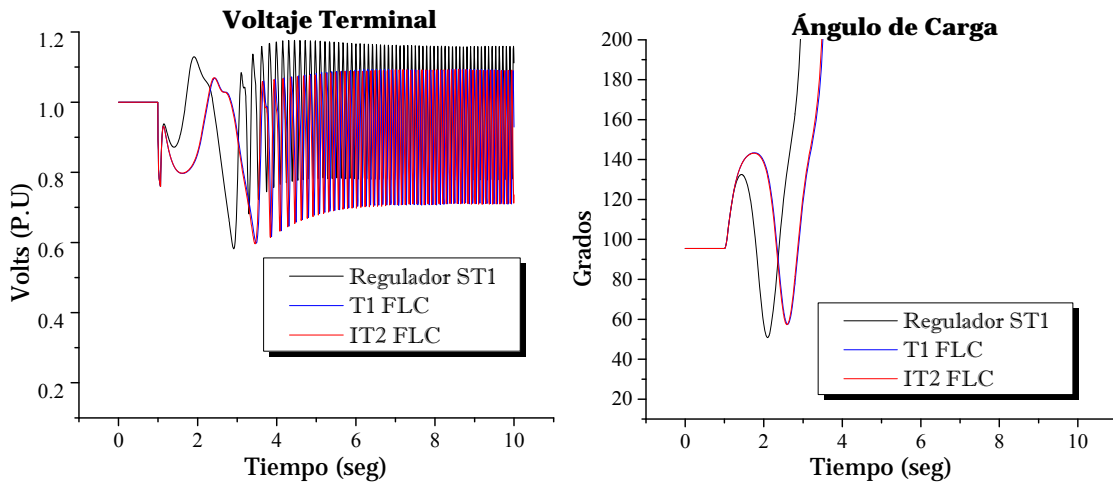 Voltaje Terminal
1.2
1.0
0.8
0.6
0.4
0.2
Volts (P.U)
Regulador ST1
T1 FLC
IT2 FLC
0 2 4 6 8 10
Tiempo (seg)
Ángulo de Carga
200
180
160
140
120
100
80
60
40
20
Grados
Regulador ST1
T1 FLC
IT2 FLC
0 2 4 6 8 10
Tiempo (seg)